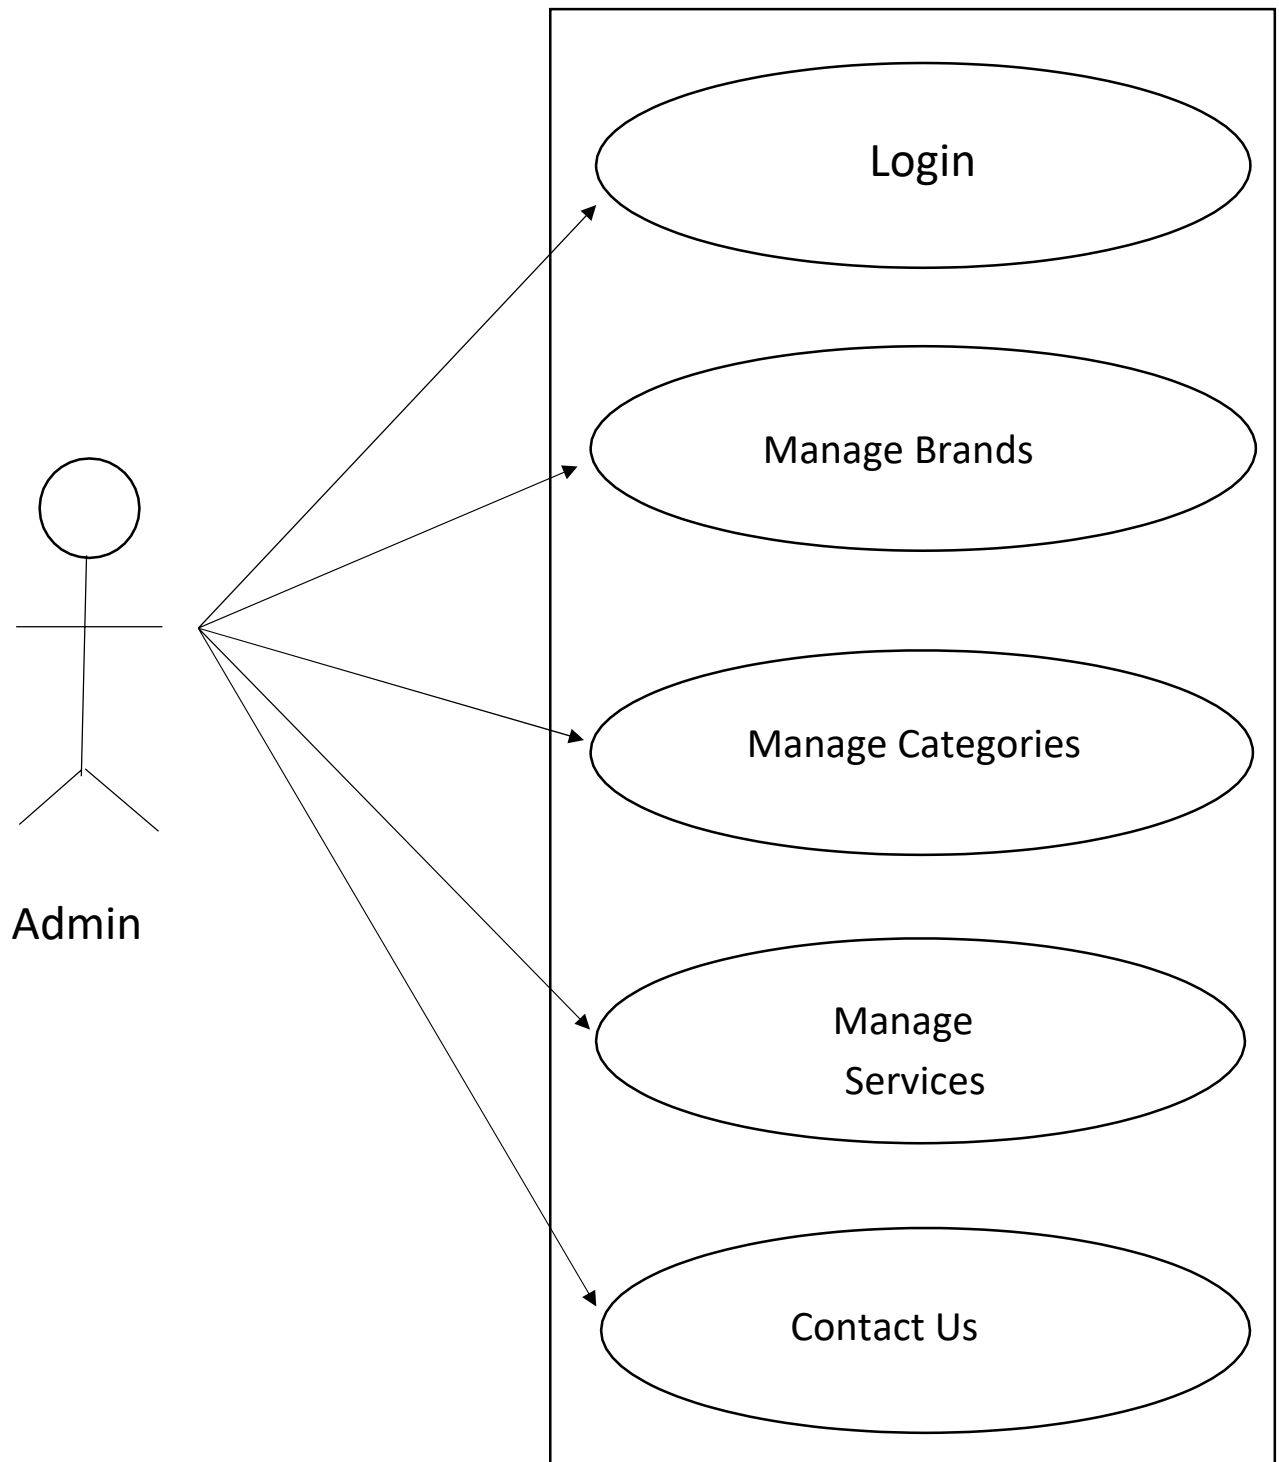 Login
Manage Brands
Manage Categories
Admin
Manage
Services
Contact Us